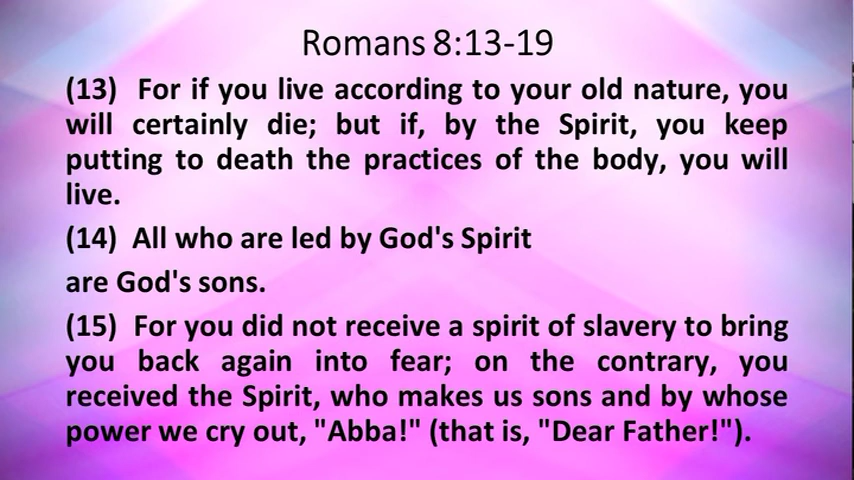 Romans 8:13-19
(13) For if you live according to your old nature, you
will certainly die; but if, by the Spirit, you keep
putting to death the practices of the body, you will
live.
(14) All who are led by God's Spirit
are God's sons.
(15) For you did not receive a spirit of slavery to bring
you back again into fear; on the contrary, you
received the Spirit, who makes us sons and by whose
power we cry out, "Abba!" (that is, "Dear Father!").